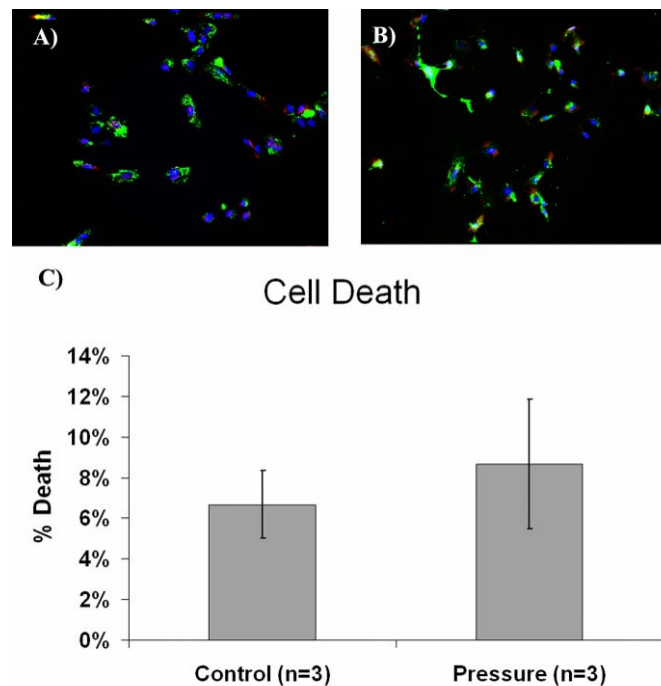 A)
B)
C)
Cell Death
14%
12%
10%
8%
6%
4%
2%
0%
% Death
Control (n=3)
Pressure (n=3)